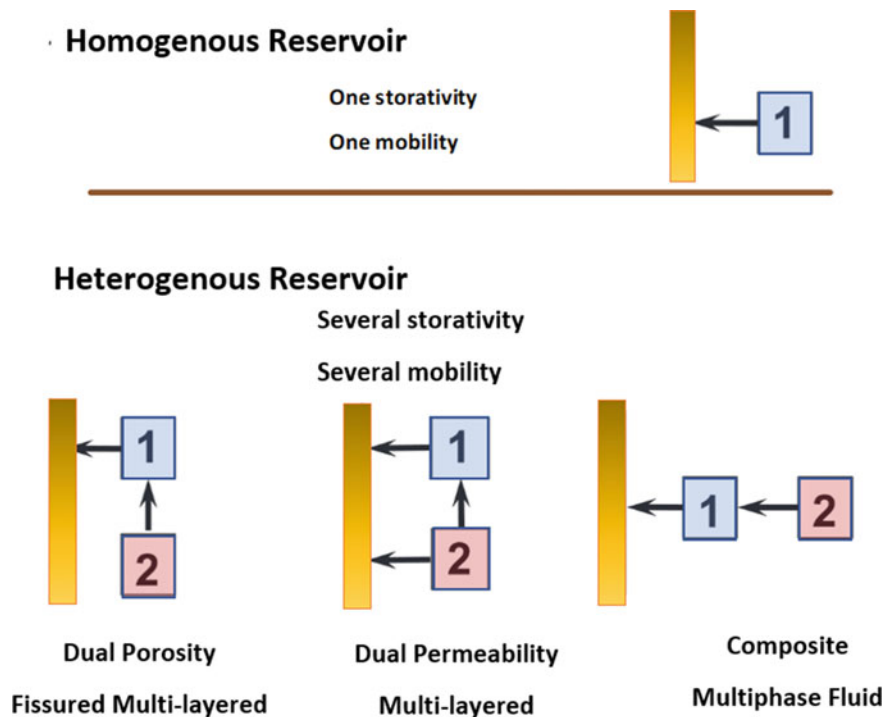 Homogenous Reservoir
One storativity
One mobility
1
Heterogenous Reservoir
Several storativity
Several mobility
1
2
Dual Porosity
Fissured Multi-layered
1
2
Dual Permeability
Multi-layered
1 2
Composite
Multiphase Fluid